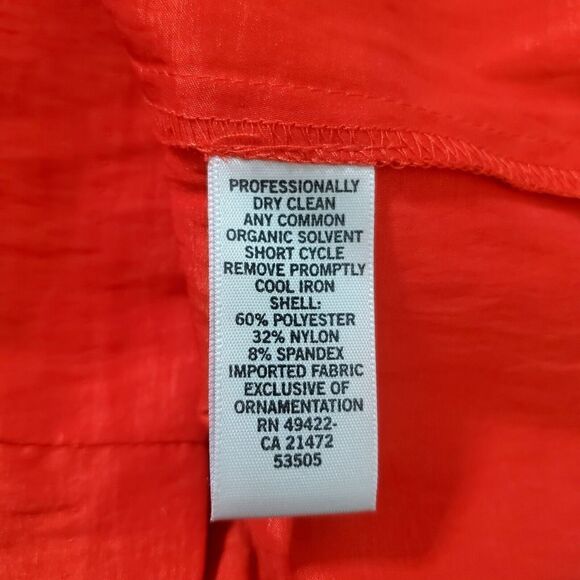 PROFESSIONALLY
DRY CLEAN
ANY COMMON
ORGANIC SOLVENT
SHORT CYCLE
REMOVE PROMPTLY
COOL IRON
SHELL:
60% POLYESTER
32% NYLON
8% SPANDEX
IMPORTED FABRIC
EXCLUSIVE OF
ORNAMENTATION
RN 49422-
CA 21472
53505